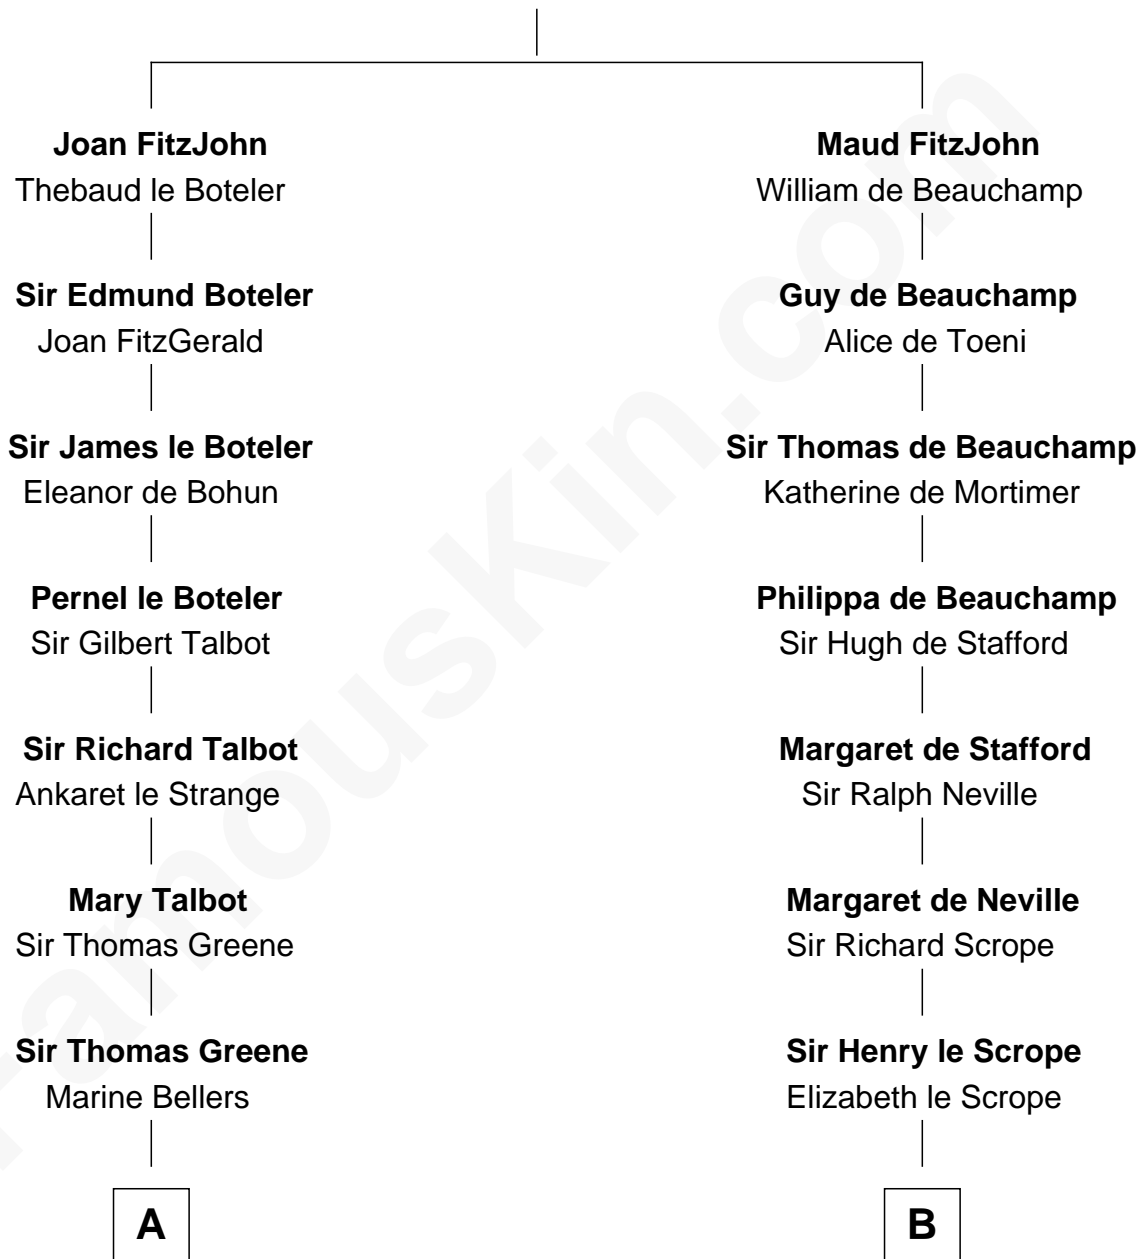 Joan FitzJohn
Thebaud le Boteler
Sir Edmund Boteler
Joan FitzGerald
Sir James le Boteler
Eleanor de Bohun
Pernel le Boteler
Sir Gilbert Talbot
Sir Richard Talbot
Ankaret le Strange
Mary Talbot
Sir Thomas Greene
Sir Thomas Greene
Marine Bellers
A
Maud FitzJohn
William de Beauchamp
Guy de Beauchamp
Alice de Toeni
Sir Thomas de Beauchamp
Katherine de Mortimer
Philippa de Beauchamp
Sir Hugh de Stafford
Margaret de Stafford
Sir Ralph Neville
Margaret de Neville
Sir Richard Scrope
Sir Henry le Scrope
Elizabeth le Scrope
B
FamousKin.com